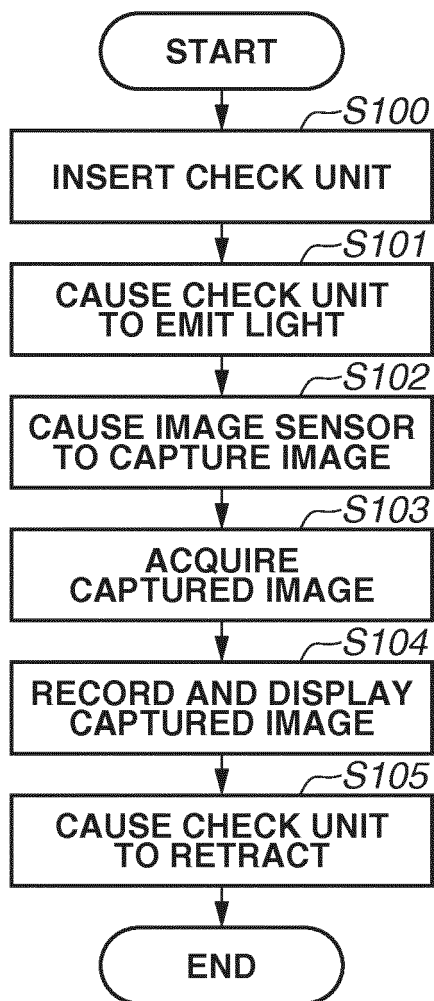 START
S100
INSERT CHECK UNIT
S101
CAUSE CHECK UNIT
TO EMIT LIGHT
S102
CAUSE IMAGE SENSOR
TO CAPTURE IMAGE
S103
ACQUIRE
CAPTURED IMAGE
S104
RECORD AND DISPLAY
CAPTURED IMAGE
S105
CAUSE CHECK UNIT
TO RETRACT
END